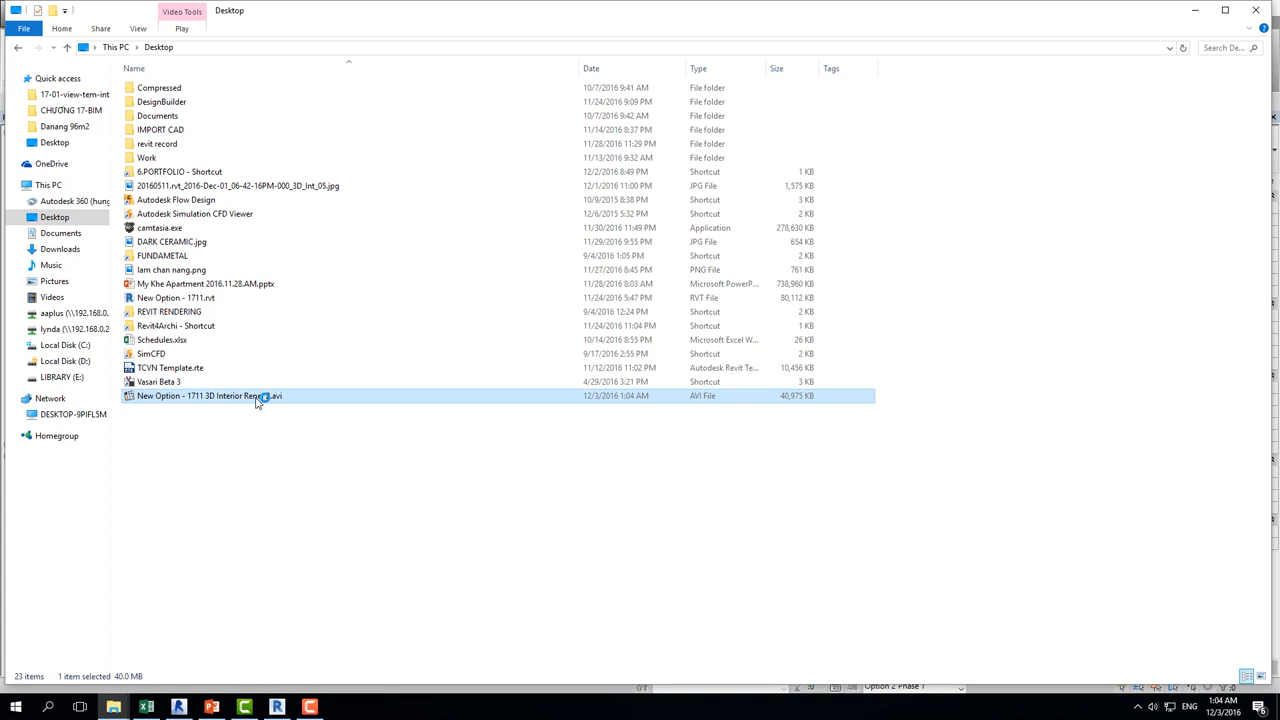 Video Tools
Desktop
File
Home
Share
View
Play
This PC
Desktop
Search De...
Name
Date
Type
Size
Tags
Quick access
17-01-view-tem-int
CHƯƠNG 17-BIM
Danang 96m2
Desktop
OneDrive
This PC
Autodesk 360 (hung
Desktop
Documents
Downloads
Music
Pictures
Videos
aaplus (\\192.168.0.
lynda (\\192.168.0.2
Local Disk (C:)
Local Disk (D:)
LIBRARY (E:)
Network
DESKTOP-9PIFL5M
Homegroup
Compressed 10/7/2016 9:41 AM File folder
DesignBuilder 11/24/2016 9:09 PM File folder
Documents 10/7/2016 9:42 AM File folder
IMPORT CAD 11/14/2016 8:37 PM File folder
revit record 11/28/2016 11:29 PM File folder
Work 11/13/2016 9:32 AM File folder
6.PORTFOLIO - Shortcut 12/2/2016 8:49 PM Shortcut 1 KB
20160511.rvt_2016-Dec-01_06-42-16PM-000_3D_Int_05.jpg 12/1/2016 11:00 PM JPG File 1,575 KB
Autodesk Flow Design 10/9/2015 8:38 PM Shortcut 3 KB
Autodesk Simulation CFD Viewer 12/6/2015 5:32 PM Shortcut 2 KB
camtasia.exe 11/30/2016 11:49 PM Application 278,630 KB
DARK CERAMIC.jpg 11/29/2016 9:55 PM JPG File 654 KB
FUNDAMETAL 9/4/2016 1:05 PM Shortcut 2 KB
lam chan nang.png 11/27/2016 8:45 PM PNG File 761 KB
My Khe Apartment 2016.11.28.AM.pptx 11/28/2016 8:03 AM Microsoft PowerP... 738,960 KB
New Option - 1711.rvt 11/24/2016 5:47 PM RVT File 80,112 KB
REVIT RENDERING 9/4/2016 12:24 PM Shortcut 2 KB
Revit4Archi - Shortcut 11/24/2016 11:04 PM Shortcut 1 KB
Schedules.xlsx 10/14/2016 8:55 PM Microsoft Excel W... 26 KB
SimCFD 9/17/2016 2:55 PM Shortcut 2 KB
TCVN Template.rte 11/12/2016 11:02 PM Autodesk Revit Te... 10,456 KB
Vasari Beta 3 4/29/2016 3:21 PM Shortcut 3 KB
New Option - 1711 3D Interior .avi 12/3/2016 1:04 AM AVI File 40,975 KB
23 items 1 item selected 40.0 MB
:0
Option 2 Phase 1
:0
ENG
1:04 AM
12/3/2016